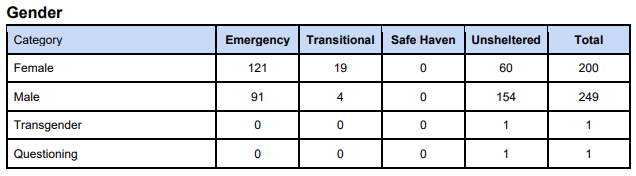 Gender
Category Emergency Transitional Safe Haven Unsheltered Total
Female 121 19 0 60 200
Male 91 4 0 154 249
Transgender 0 0 0 1 1
Questioning 0 0 0 1 1